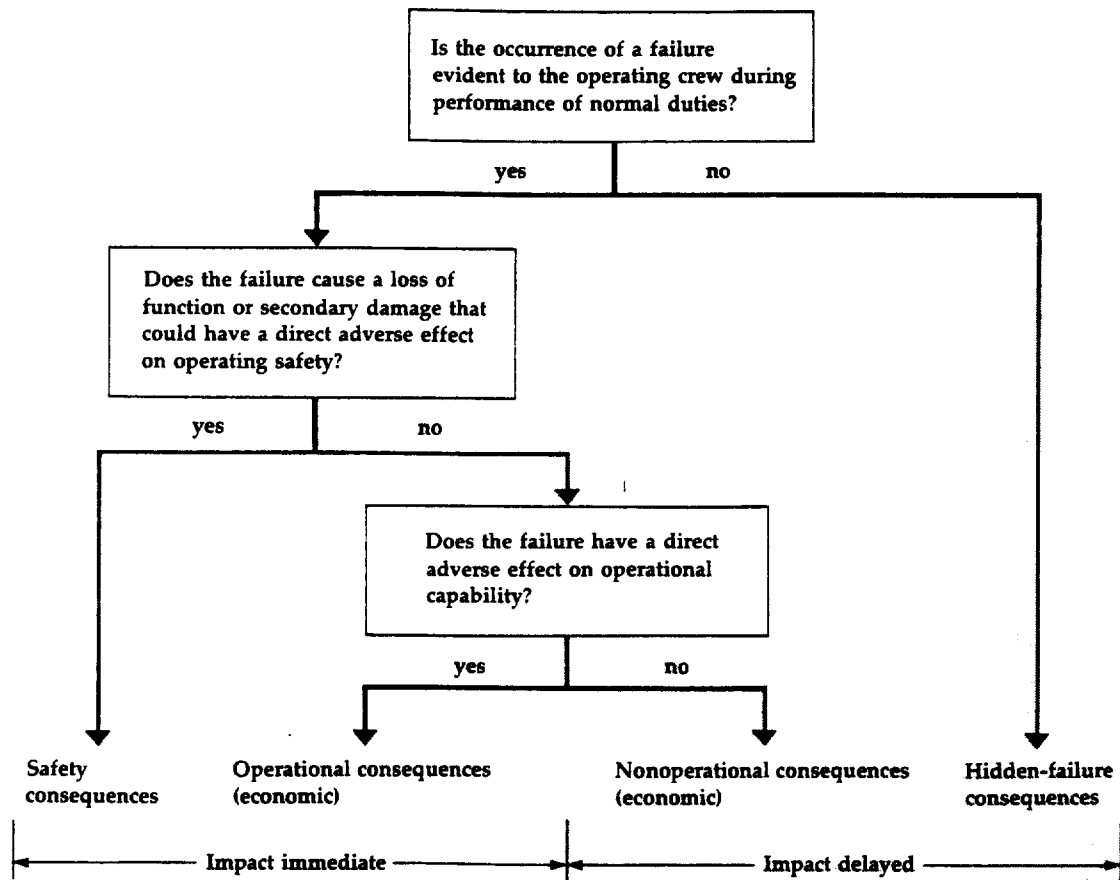 Is the occurrence of a failure
evident to the operating crew during
performance of normal duties?
yes
no
Does the failure cause a loss of
function or secondary damage that
could have a direct adverse effect
on operating safety?
yes
no
Does the failure have a direct
adverse effect on operational
capability?
yes
no
Safety
consequences
Operational consequences
(economic)
Nonoperational consequences
(economic)
Hidden-failure
consequences
Impact immediate
Impact delayed